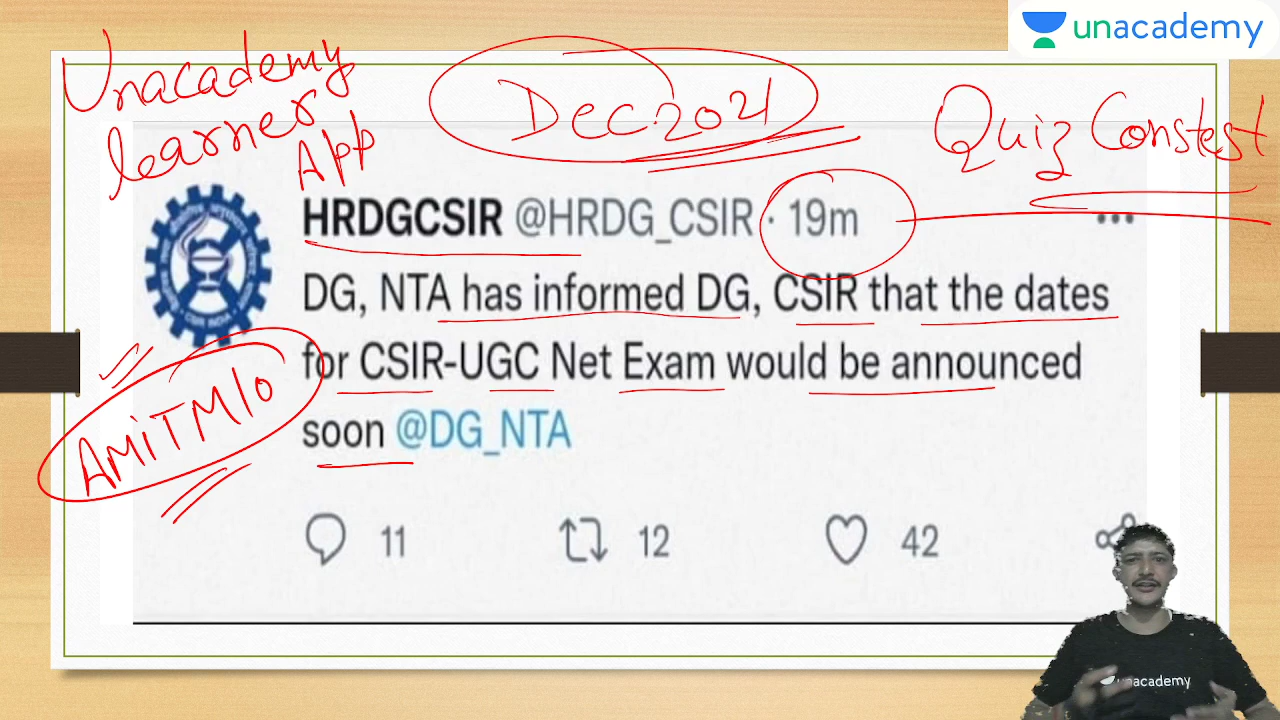 unacademy
Unacademy
learner
App
Dec 2021
Quiz Constest
HRDGCSIR @HRDG_CSIR · 19m
DG, NTA has informed DG, CSIR that the dates
for CSIR-UGC Net Exam would be announced
soon @DG_NTA
AMiTM10
11 12 42
unacademy